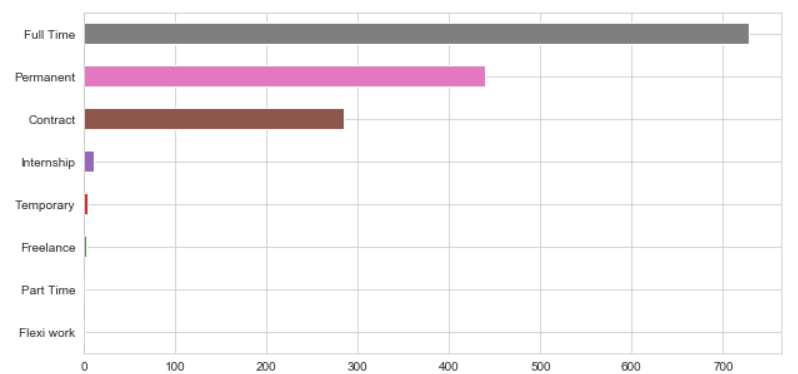 Full Time
Permanent
Contract
Internship
Temporary
Freelance
Part Time
Flexi work
0 100 200 300 400 500 600 700